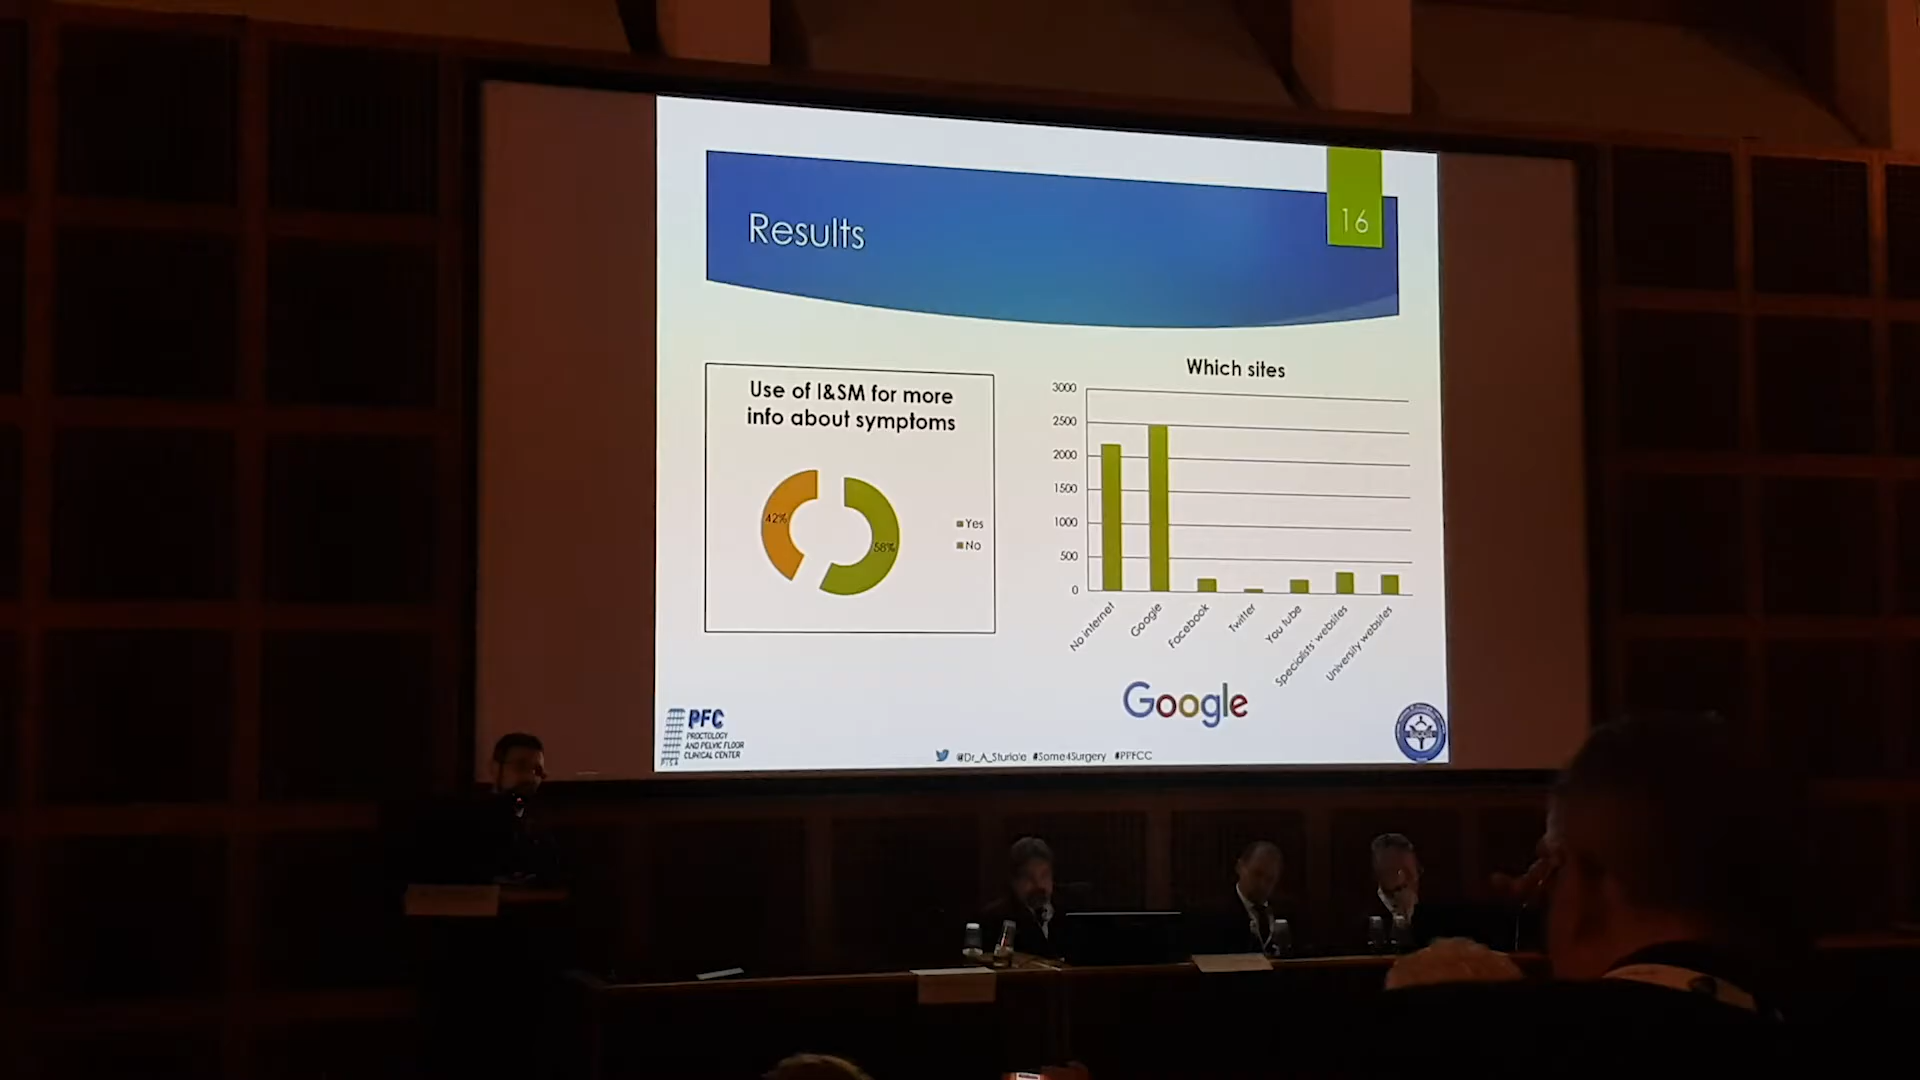 Results
16
Use of I&SM for more
info about symptoms
42%
58%
Yes
No
Which sites
3000
2500
2000
1500
1000
500
0
No internet
Google
Facebook
Twitter
You tube
Specialists' websites
University websites
Google
PFC
PROCTOLOGY
AND PELVIC FLOOR
CLINICAL CENTER
@Dr_A_Sturiale #Some4Surgery #PPFCC